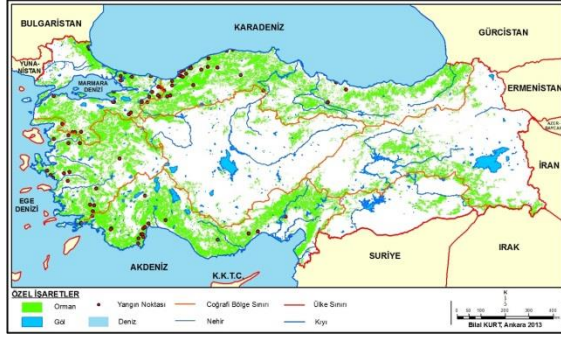 BULGARİSTAN
KARADENİZ
GÜRCİSTAN
YUNA-
NİSTAN
MARMARA
DENİZİ
ERMENİSTAN
İRAN
EGE
DENİZİ
AKDENİZ
K.K.T.C.
SURİYE
IRAK
ÖZEL İŞARETLER
Orman
Yangın Noktası
Coğrafi Bölge Sınırı
Ülke Sınırı
Göl
Deniz
Nehir
Kıyı
Bilal KURT, Ankara 2013